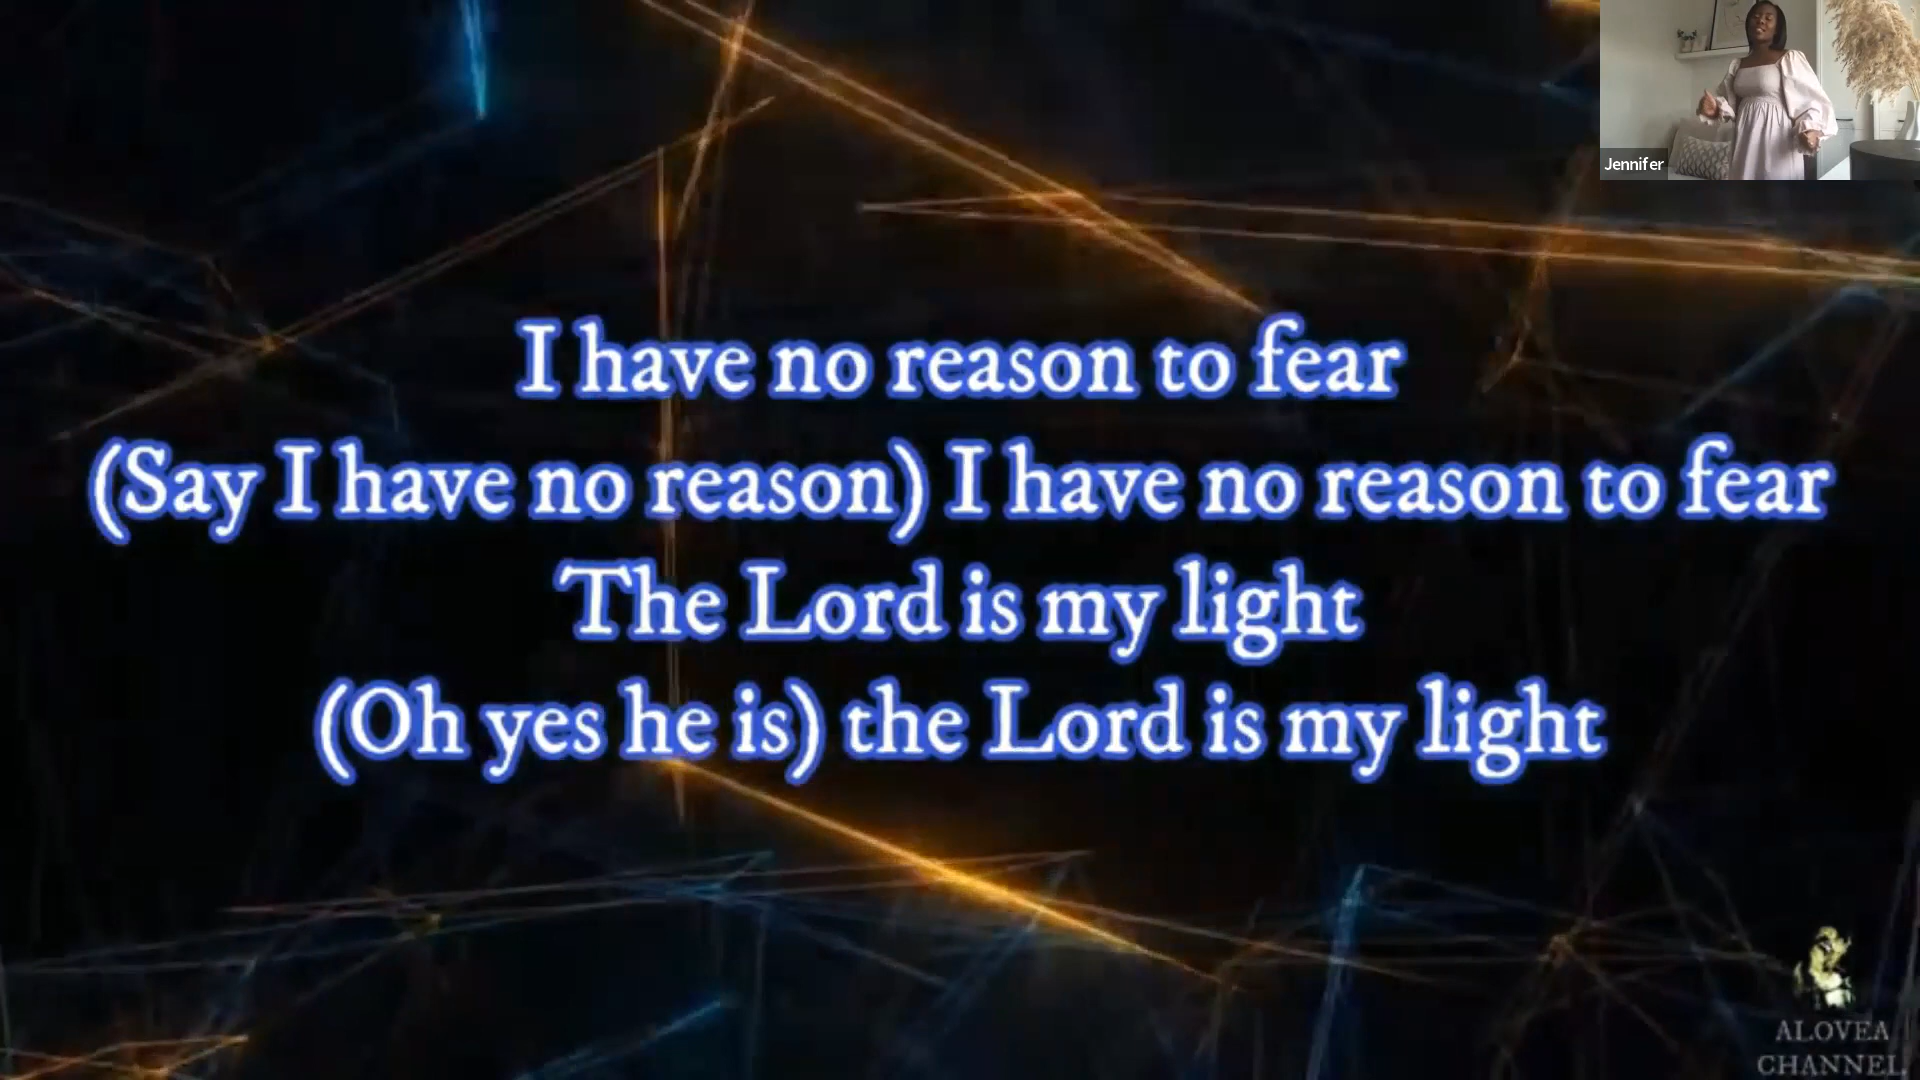 Jennifer
I have no reason to fear
(Say I have no reason) I have no reason to fear
The Lord is my light
(Oh yes he is) the Lord is my light
ALOVEA
CHANNEL